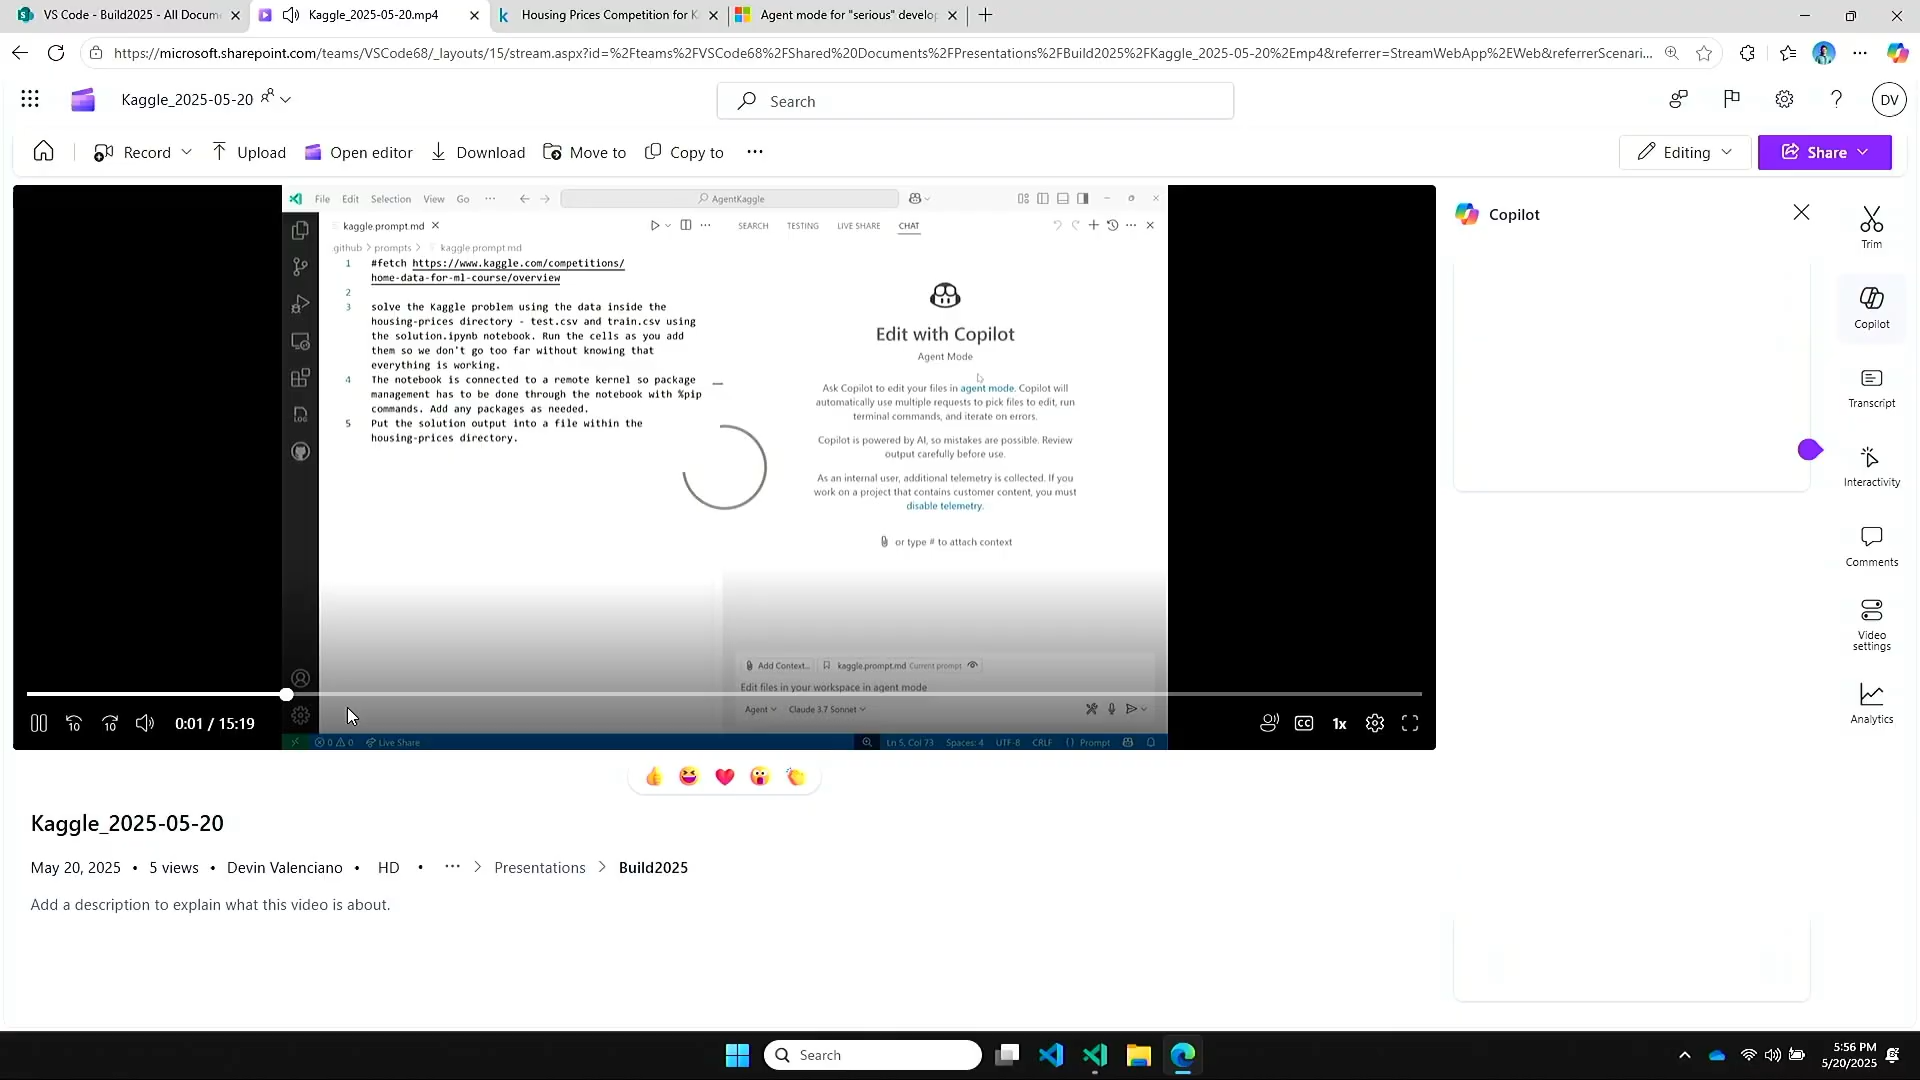 VS Code - Build2025 - All Docum
Kaggle_2025-05-20.mp4
Housing Prices Competition for K
Agent mode for "serious" develop
https://microsoft.sharepoint.com/teams/VSCode68/_layouts/15/stream.aspx?id=%2Fteams%2FVSCode68%2FShared%20Documents%2FPresentations%2FBuild2025%2FKaggle_2025-05-20%2Emp4&referrer=StreamWebApp%2EWeb&referrerScenari...
Kaggle_2025-05-20
Search
DV
Record
Upload
Open editor
Download
Move to
Copy to
Editing
Share
File Edit Selection View Go ...
AgentKaggle
kaggle.prompt.md
SEARCH TESTING LIVE SHARE CHAT
.github > prompts > kaggle.prompt.md
1 #fetch https://www.kaggle.com/competitions/
home-data-for-ml-course/overview
2
3 solve the Kaggle problem using the data inside the
housing-prices directory - test.csv and train.csv using
the solution.ipynb notebook. Run the cells as you add
them so we don't go too far without knowing that
everything is working.
4 The notebook is connected to a remote kernel so package
management has to be done through the notebook with %pip
commands. Add any packages as needed.
5 Put the solution output into a file within the
housing-prices directory.
Edit with Copilot
Agent Mode
Ask Copilot to edit your files in agent mode. Copilot will
automatically use multiple requests to pick files to edit, run
terminal commands, and iterate on errors.
Copilot is powered by AI, so mistakes are possible. Review
output carefully before use.
As an internal user, additional telemetry is collected. If you
work on a project that contains customer content, you must
disable telemetry.
or type # to attach context
Add Context... kaggle.prompt.md Current prompt
Edit files in your workspace in agent mode
Agent Claude 3.7 Sonnet
0:01 / 15:19
10
10
CC
1x
0 0 Live Share
Ln 5, Col 73 Spaces: 4 UTF-8 CRLF {} Prompt
Copilot
Trim
Copilot
Transcript
Interactivity
Comments
Video
settings
Analytics
Kaggle_2025-05-20
May 20, 2025 • 5 views • Devin Valenciano • HD • ... > Presentations > Build2025
Add a description to explain what this video is about.
Search
5:56 PM
5/20/2025